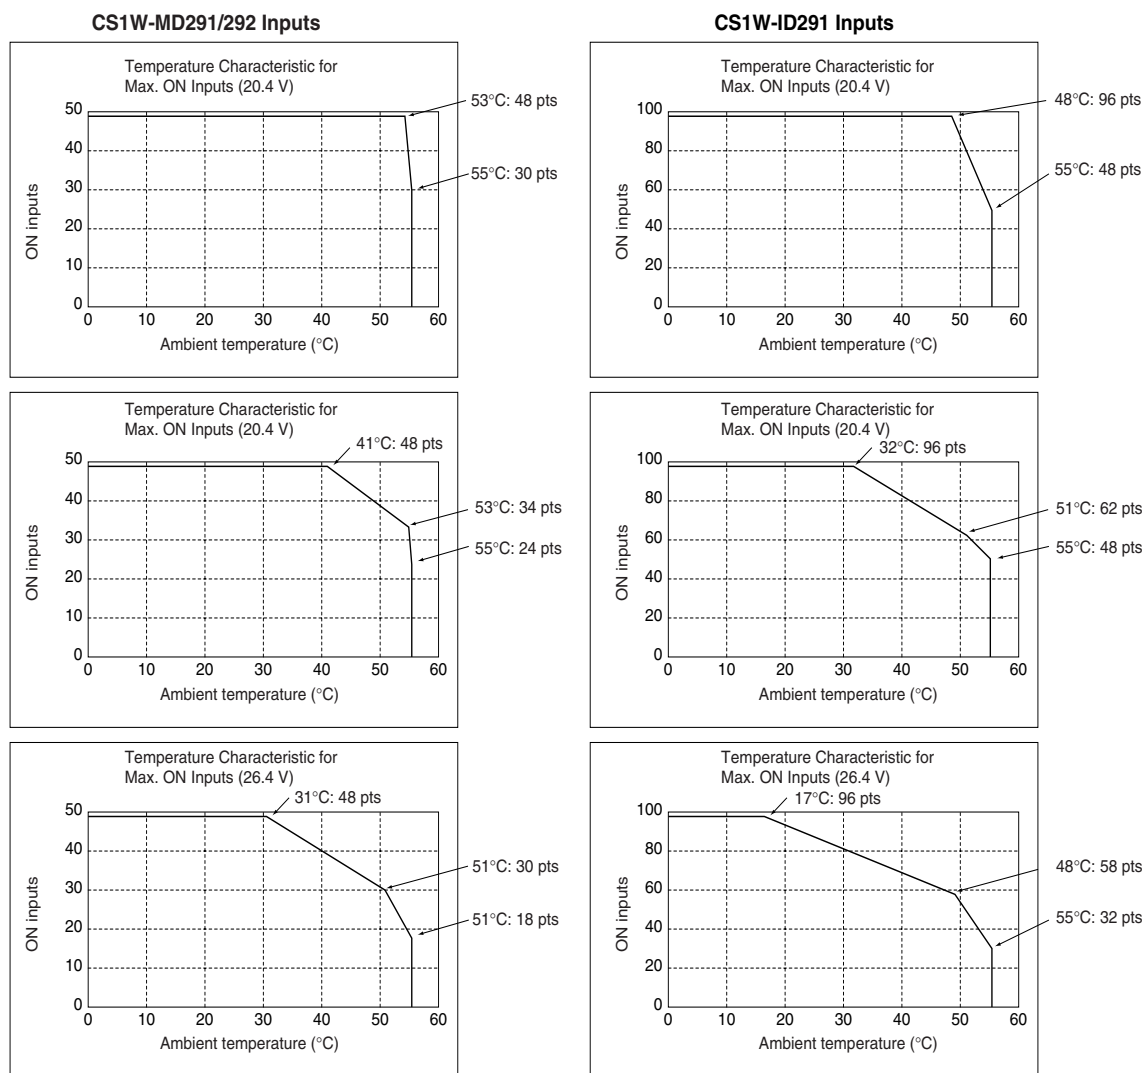 CS1W-MD291/292 Inputs
Temperature Characteristic for
Max. ON Inputs (20.4 V)
53°C: 48 pts
55°C: 30 pts
50
40
30
20
10
0
ON inputs
0 10 20 30 40 50 60
Ambient temperature (°C)
Temperature Characteristic for
Max. ON Inputs (20.4 V)
41°C: 48 pts
53°C: 34 pts
55°C: 24 pts
50
40
30
20
10
0
ON inputs
0 10 20 30 40 50 60
Ambient temperature (°C)
Temperature Characteristic for
Max. ON Inputs (26.4 V)
31°C: 48 pts
51°C: 30 pts
51°C: 18 pts
50
40
30
20
10
0
ON inputs
0 10 20 30 40 50 60
Ambient temperature (°C)
CS1W-ID291 Inputs
Temperature Characteristic for
Max. ON Inputs (20.4 V)
48°C: 96 pts
55°C: 48 pts
100
80
60
40
20
0
ON inputs
0 10 20 30 40 50 60
Ambient temperature (°C)
Temperature Characteristic for
Max. ON Inputs (20.4 V)
32°C: 96 pts
51°C: 62 pts
55°C: 48 pts
100
80
60
40
20
0
ON inputs
0 10 20 30 40 50 60
Ambient temperature (°C)
Temperature Characteristic for
Max. ON Inputs (26.4 V)
17°C: 96 pts
48°C: 58 pts
55°C: 32 pts
100
80
60
40
20
0
ON inputs
0 10 20 30 40 50 60
Ambient temperature (°C)